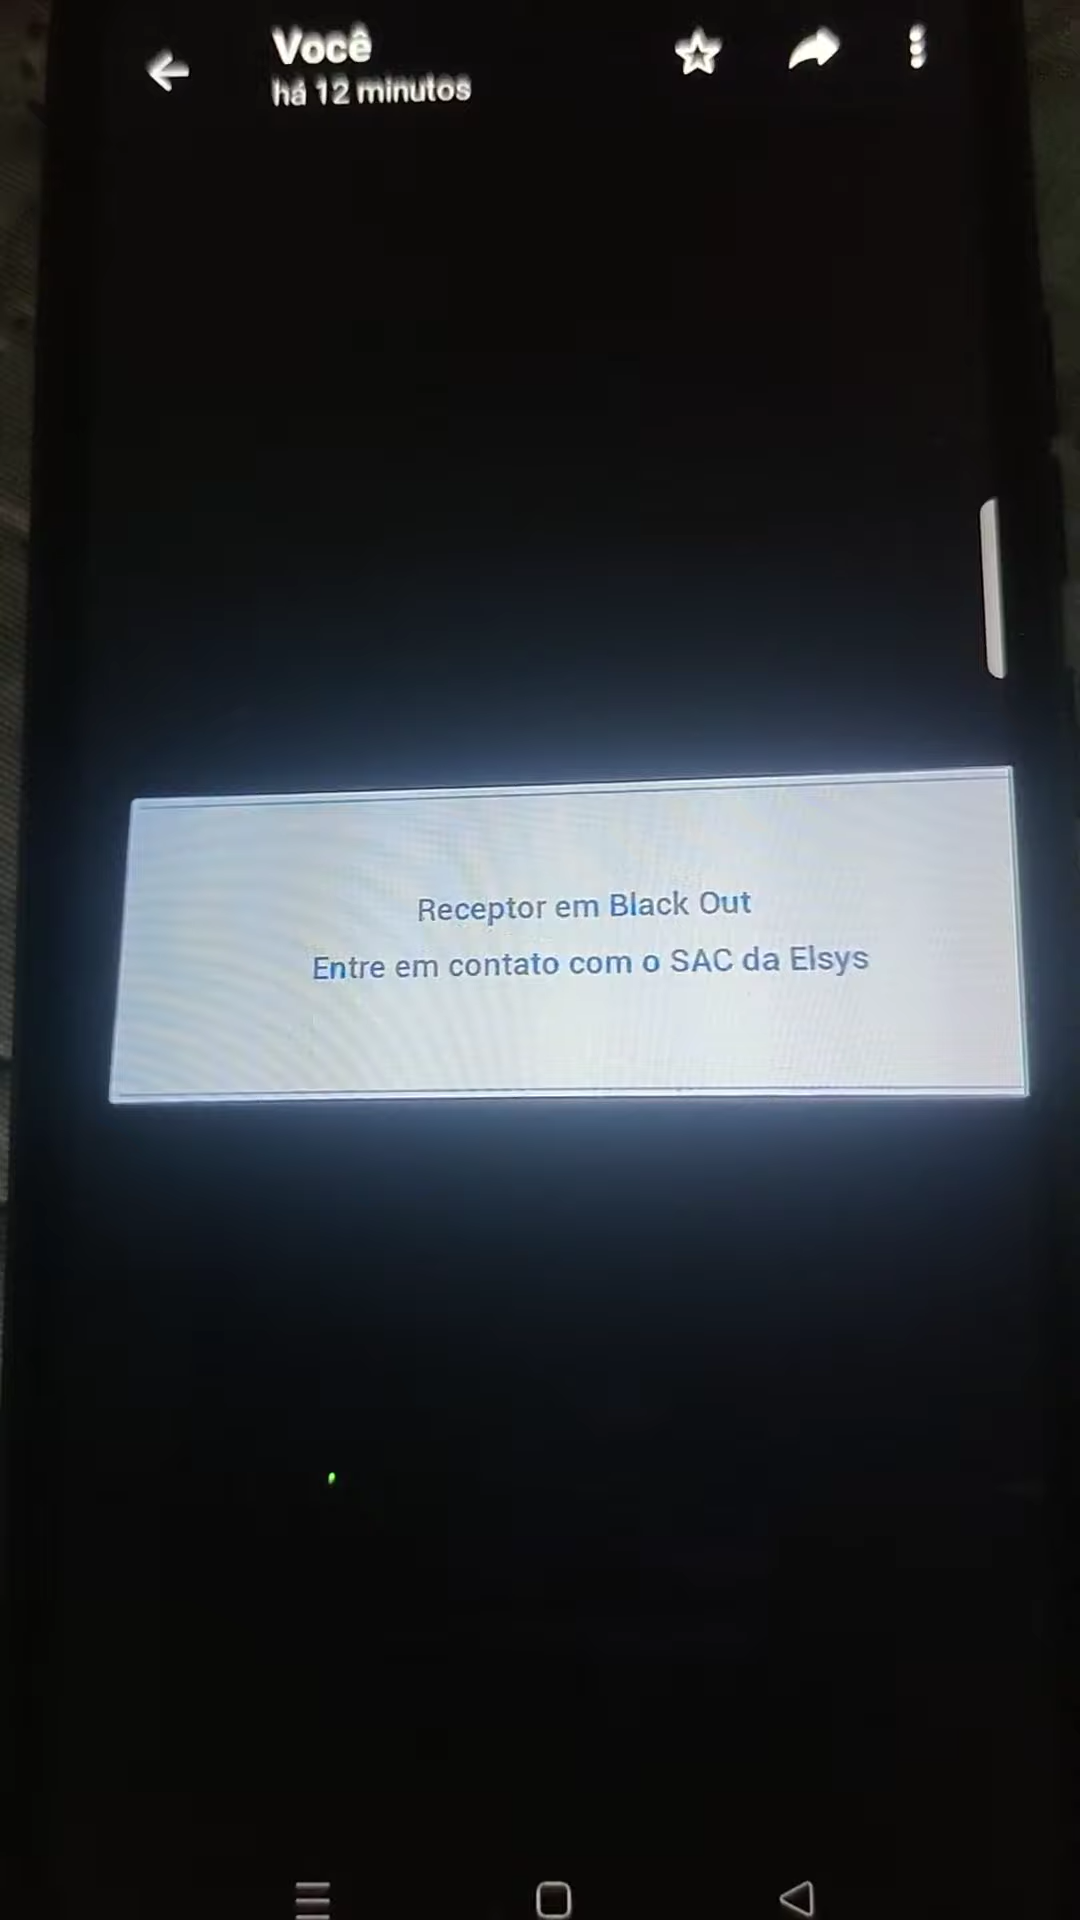 Você
há 12 minutos
Receptor em Black Out
Entre em contato com o SAC da Elsys